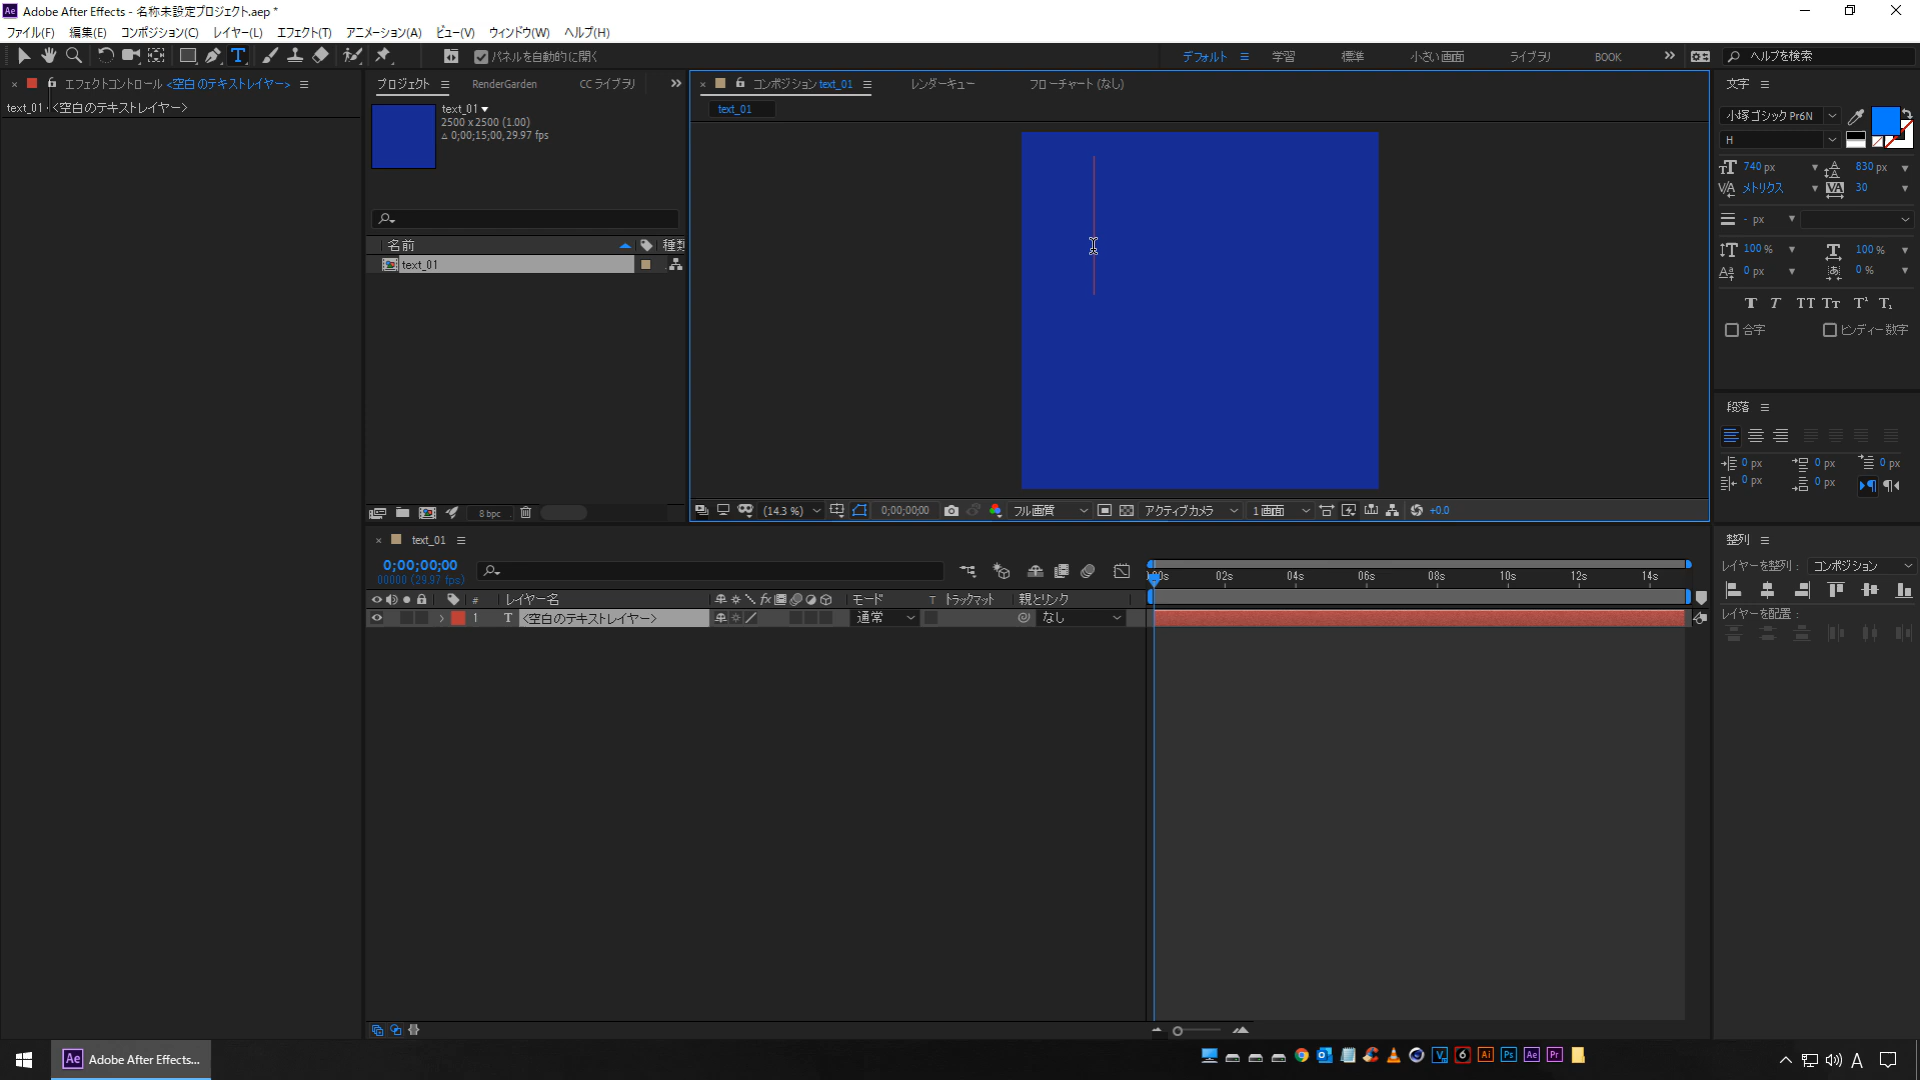 Ae Adobe After Effects - 名称未設定プロジェクト.aep *
ファイル(F) 編集(E) コンポジション(C) レイヤー(L) エフェクト(T) アニメーション(A) ビュー(V) ウィンドウ(W) ヘルプ(H)
パネルを自動的に開く デフォルト 学習 標準 小さい画面 ライブラリ BOOK ヘルプを検索
エフェクトコントロール <空白のテキストレイヤー>
text_01・<空白のテキストレイヤー>
プロジェクト RenderGarden CC ライブラリ
text_01
2500 x 2500 (1.00)
△ 0;00;15;00, 29.97 fps
名前 種類
text_01
8 bpc
コンポジション text_01 レンダーキュー フローチャート (なし)
text_01
(14.3 %) 0;00;00;00 フル画質 アクティブカメラ 1 画面 +0.0
文字
小塚ゴシック Pr6N
H
740 px 830 px
メトリクス 30
- px
100 % 100 %
0 px 0 %
T T TT Tr T¹ T₁
合字 ヒンディー数字
段落
0 px 0 px 0 px
0 px 0 px
整列
レイヤーを整列 : コンポジション
レイヤーを配置 :
text_01
0;00;00;00
00000 (29.97 fps)
# レイヤー名 モード T トラックマット 親とリンク
1 T <空白のテキストレイヤー> 通常 なし
02s 04s 06s 08s 10s 12s 14s
Ae Adobe After Effects...
Ai Ps Ae Pr
A